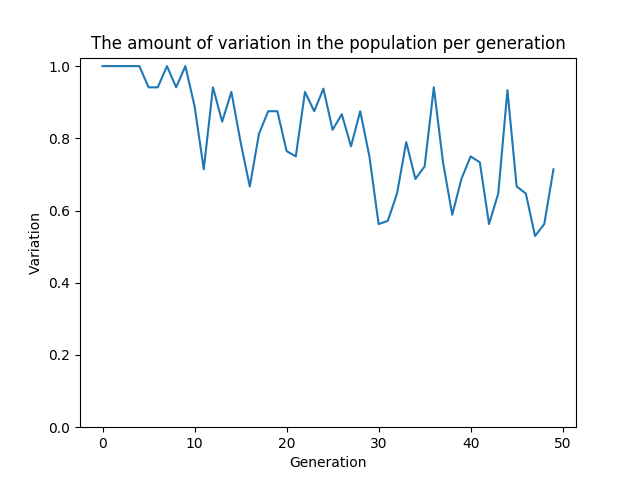 The amount of variation in the population per generation
1.0
0.8
0.6
0.4
0.2
0.0
Variation
0 10 20 30 40 50
Generation